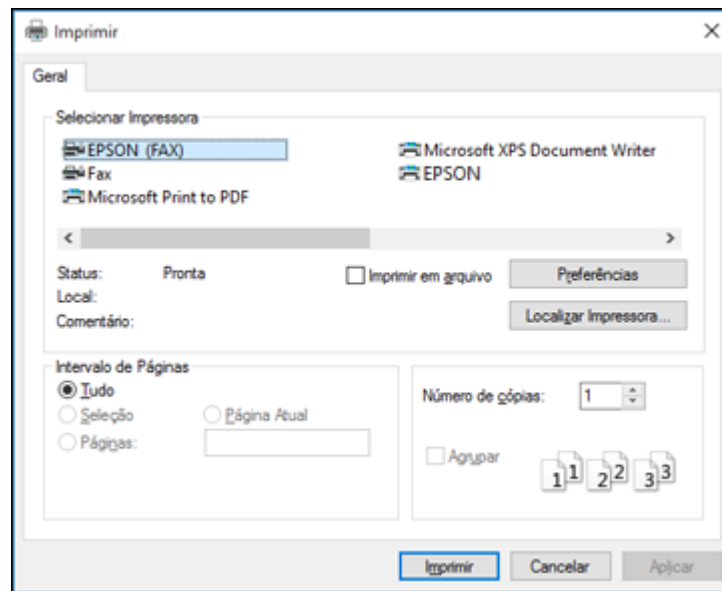 Imprimir
Geral
Selecionar Impressora
EPSON (FAX)
Microsoft XPS Document Writer
Fax
EPSON
Microsoft Print to PDF
Status: Pronta
Imprimir em arquivo
Preferências
Local:
Comentário:
Localizar Impressora...
Intervalo de Páginas
Tudo
Seleção
Página Atual
Páginas:
Número de cópias: 1
Agrupar
1 1 2 2 3 3
Imprimir
Cancelar
Aplicar